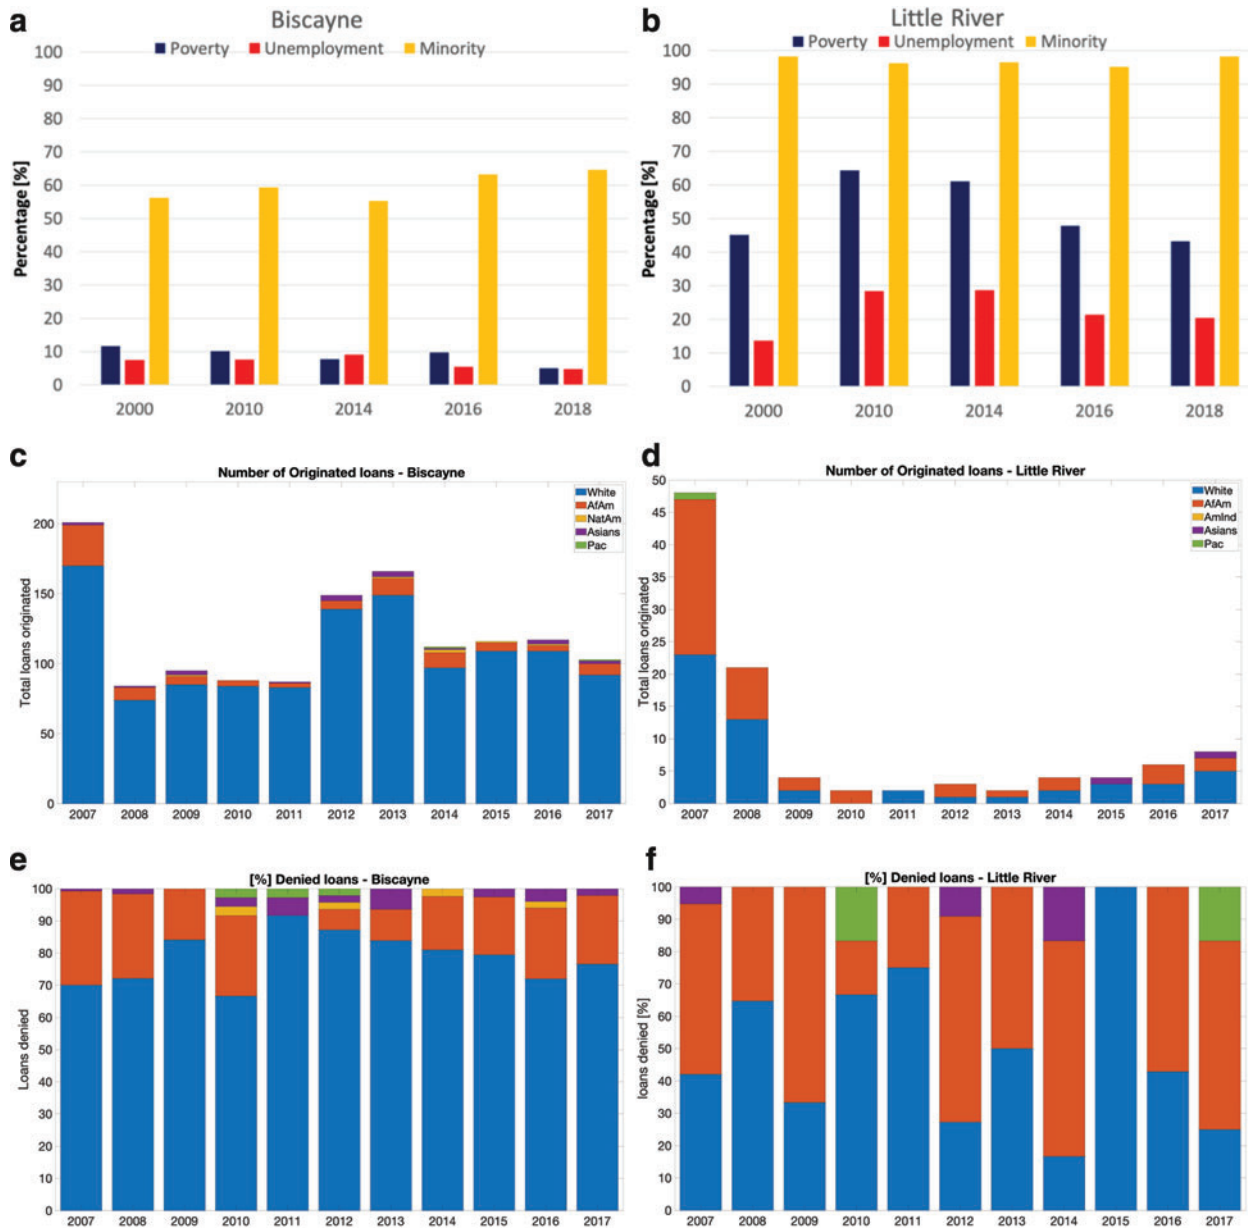 a
Biscayne
Poverty Unemployment Minority
100
90
80
70
60
50
40
30
20
10
0
Percentage [%]
2000 2010 2014 2016 2018
b
Little River
Poverty Unemployment Minority
100
90
80
70
60
50
40
30
20
10
0
Percentage [%]
2000 2010 2014 2016 2018
c
Number of Originated loans - Biscayne
White
AfAm
NatAm
Asians
Pac
200
150
100
50
0
Total loans originated
2007 2008 2009 2010 2011 2012 2013 2014 2015 2016 2017
d
Number of Originated loans - Little River
White
AfAm
AmInd
Asians
Pac
50
45
40
35
30
25
20
15
10
5
0
Total loans originated
2007 2008 2009 2010 2011 2012 2013 2014 2015 2016 2017
e
[%] Denied loans - Biscayne
100
90
80
70
60
50
40
30
20
10
0
Loans denied
2007 2008 2009 2010 2011 2012 2013 2014 2015 2016 2017
f
[%] Denied loans - Little River
100
90
80
70
60
50
40
30
20
10
0
loans denied [%]
2007 2008 2009 2010 2011 2012 2013 2014 2015 2016 2017